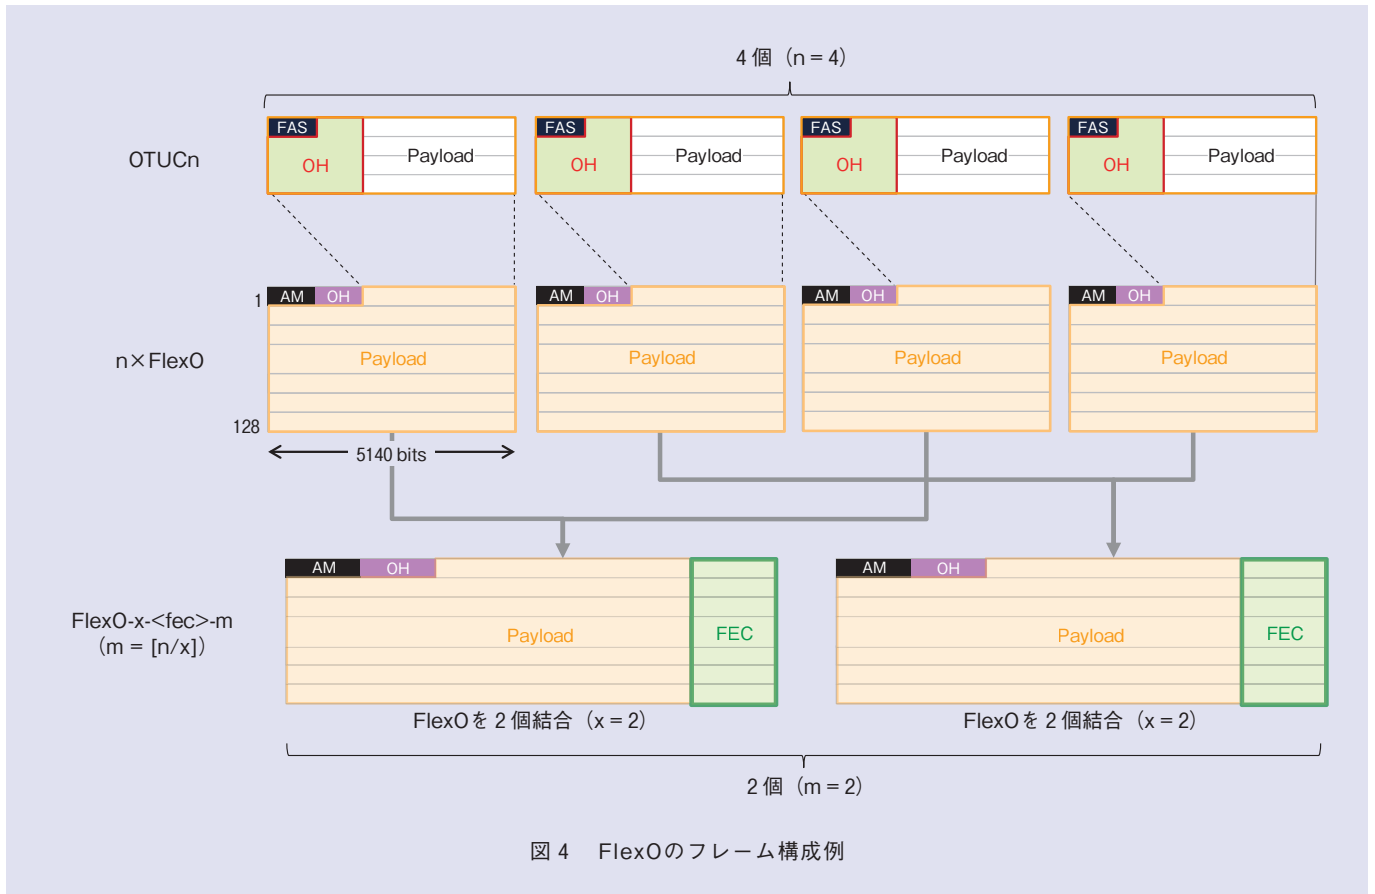 4個（n = 4）
OTUCn
FAS
OH
Payload
FAS
OH
Payload
FAS
OH
Payload
FAS
OH
Payload
n×FlexO
1
128
AM OH
Payload
AM OH
Payload
AM OH
Payload
AM OH
Payload
5140 bits
FlexO-x-<fec>-m
（m = [n/x]）
AM OH
Payload
FEC
AM OH
Payload
FEC
FlexOを2個結合（x = 2）
FlexOを2個結合（x = 2）
2個（m = 2）
図4 FlexOのフレーム構成例